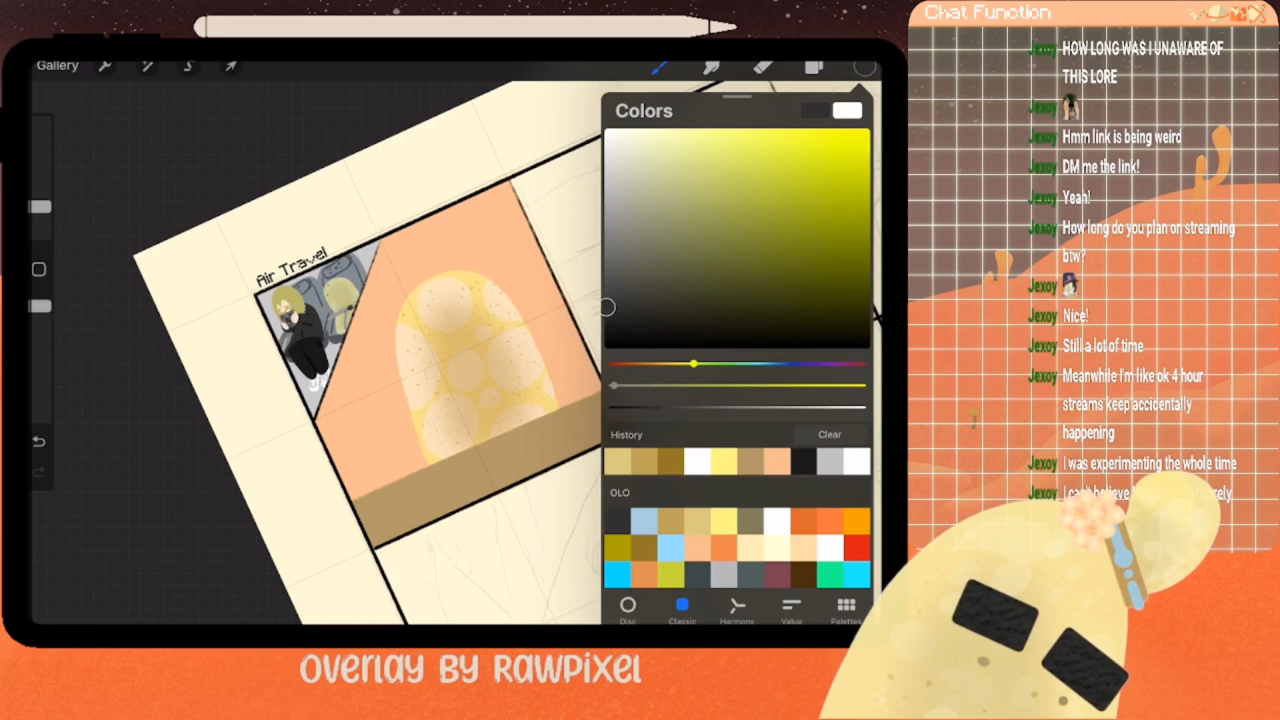 Chat Function
Gallery
Colors
Air Travel
History
Clear
OLO
Disc
Classic
Harmony
Value
Palettes
Jexoy HOW LONG WAS I UNAWARE OF
THIS LORE
Jexoy
Jexoy Hmm link is being weird
Jexoy DM me the link!
Jexoy Yeah!
Jexoy How long do you plan on streaming
btw?
Jexoy
Jexoy Nice!
Jexoy Still a lot of time
Jexoy Meanwhile I'm like ok 4 hour
streams keep accidentally
happening
Jexoy I was experimenting the whole time
Jexoy I can't believe
OVERLAY BY RAWPIXEL